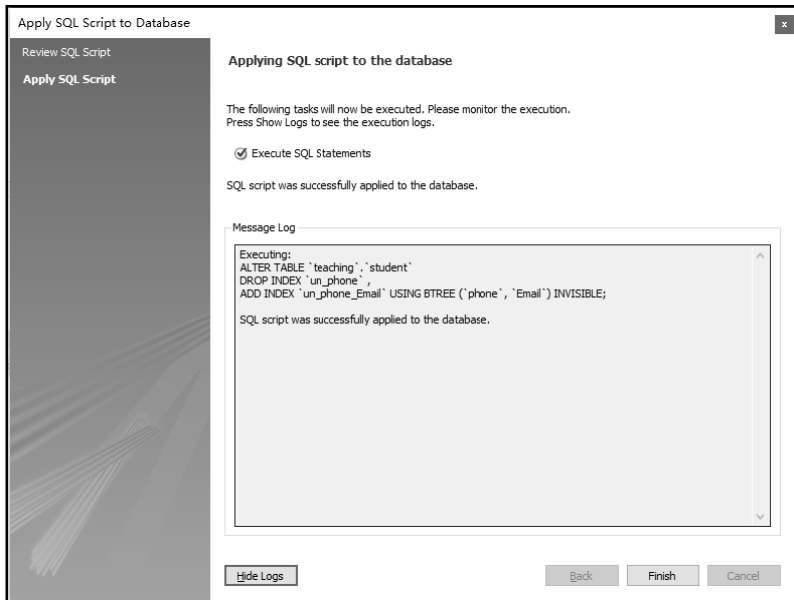 Apply SQL Script to Database
x
Review SQL Script
Apply SQL Script
Applying SQL script to the database
The following tasks will now be executed. Please monitor the execution.
Press Show Logs to see the execution logs.
Execute SQL Statements
SQL script was successfully applied to the database.
Message Log
Executing:
ALTER TABLE `teaching`.`student`
DROP INDEX `un_phone` ,
ADD INDEX `un_phone_Email` USING BTREE (`phone`, `Email`) INVISIBLE;
SQL script was successfully applied to the database.
Hide Logs
Back
Finish
Cancel